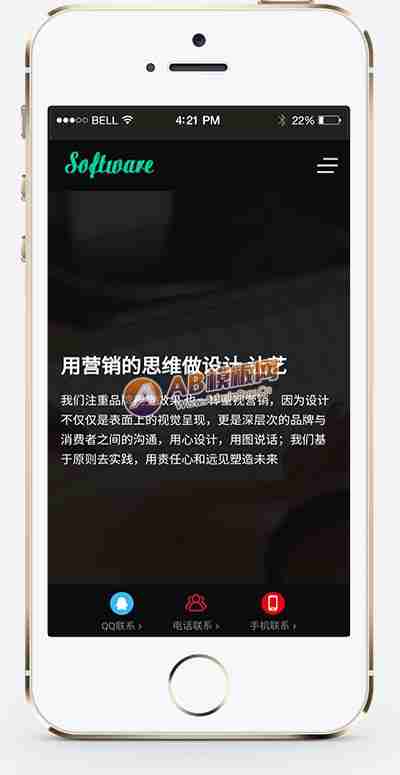 BELL 4:21 PM 22%
Software
用营销的思维做设计
AB模板网
我们注重品牌 重视营销，因为设计
不仅仅是表面上的视觉呈现，更是深层次的品牌与
消费者之间的沟通，用心设计，用图说话；我们基
于原则去实践，用责任心和远见塑造未来
QQ联系 › 电话联系 › 手机联系 ›